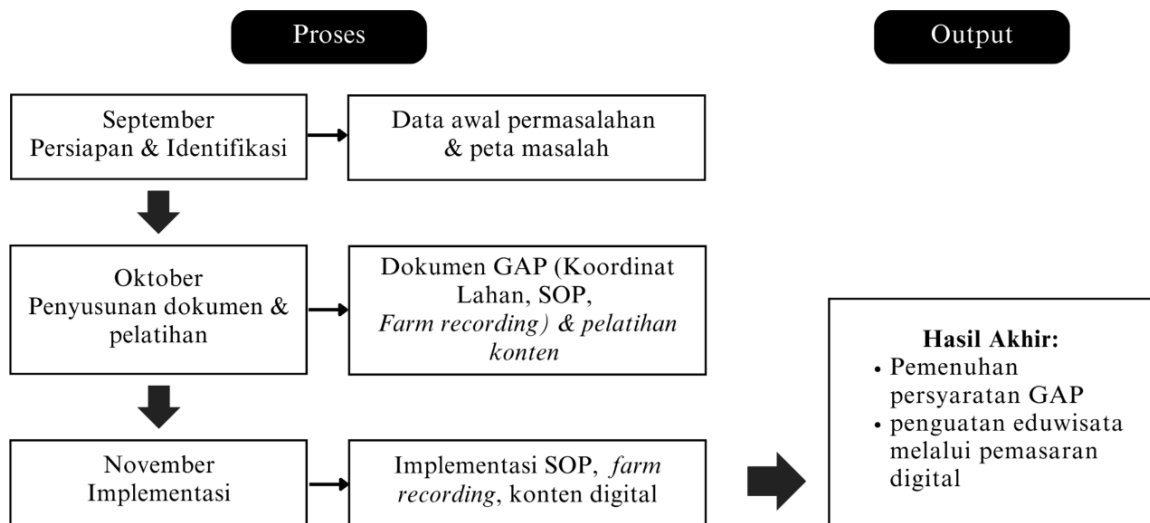 Proses
Output
September
Persiapan & Identifikasi
Data awal permasalahan
& peta masalah
Oktober
Penyusunan dokumen &
pelatihan
Dokumen GAP (Koordinat
Lahan, SOP,
Farm recording) & pelatihan
konten
November
Implementasi
Implementasi SOP, farm
recording, konten digital
Hasil Akhir:
• Pemenuhan
persyaratan GAP
• penguatan eduwisata
melalui pemasaran
digital